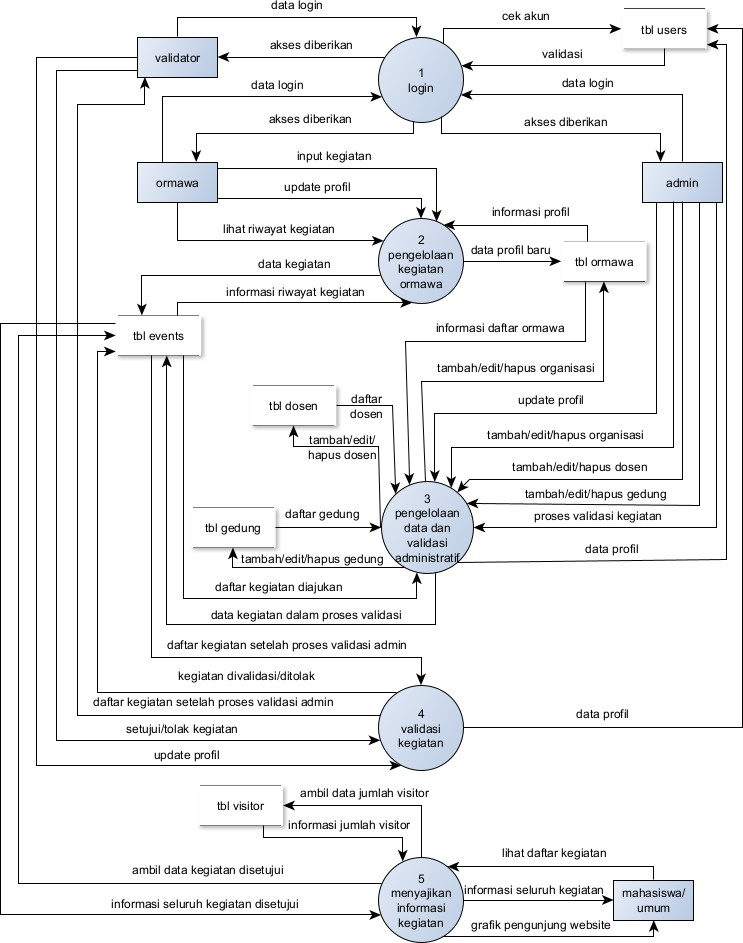 data login
cek akun
tbl users
validator
akses diberikan
1
login
validasi
data login
data login
akses diberikan
akses diberikan
input kegiatan
ormawa
update profil
admin
informasi profil
lihat riwayat kegiatan
2
pengelolaan
kegiatan
ormawa
data profil baru
tbl ormawa
data kegiatan
informasi riwayat kegiatan
tbl events
informasi daftar ormawa
tambah/edit/hapus organisasi
tbl dosen
daftar
dosen
update profil
tambah/edit/
hapus dosen
tambah/edit/hapus organisasi
tambah/edit/hapus dosen
tambah/edit/hapus gedung
tbl gedung
daftar gedung
3
pengelolaan
data dan
validasi
administratif
proses validasi kegiatan
tambah/edit/hapus gedung
data profil
daftar kegiatan diajukan
data kegiatan dalam proses validasi
daftar kegiatan setelah proses validasi admin
kegiatan divalidasi/ditolak
daftar kegiatan setelah proses validasi admin
4
validasi
kegiatan
data profil
setujui/tolak kegiatan
update profil
tbl visitor
ambil data jumlah visitor
informasi jumlah visitor
lihat daftar kegiatan
ambil data kegiatan disetujui
5
menyajikan
informasi
kegiatan
informasi seluruh kegiatan
mahasiswa/
umum
informasi seluruh kegiatan disetujui
grafik pengunjung website